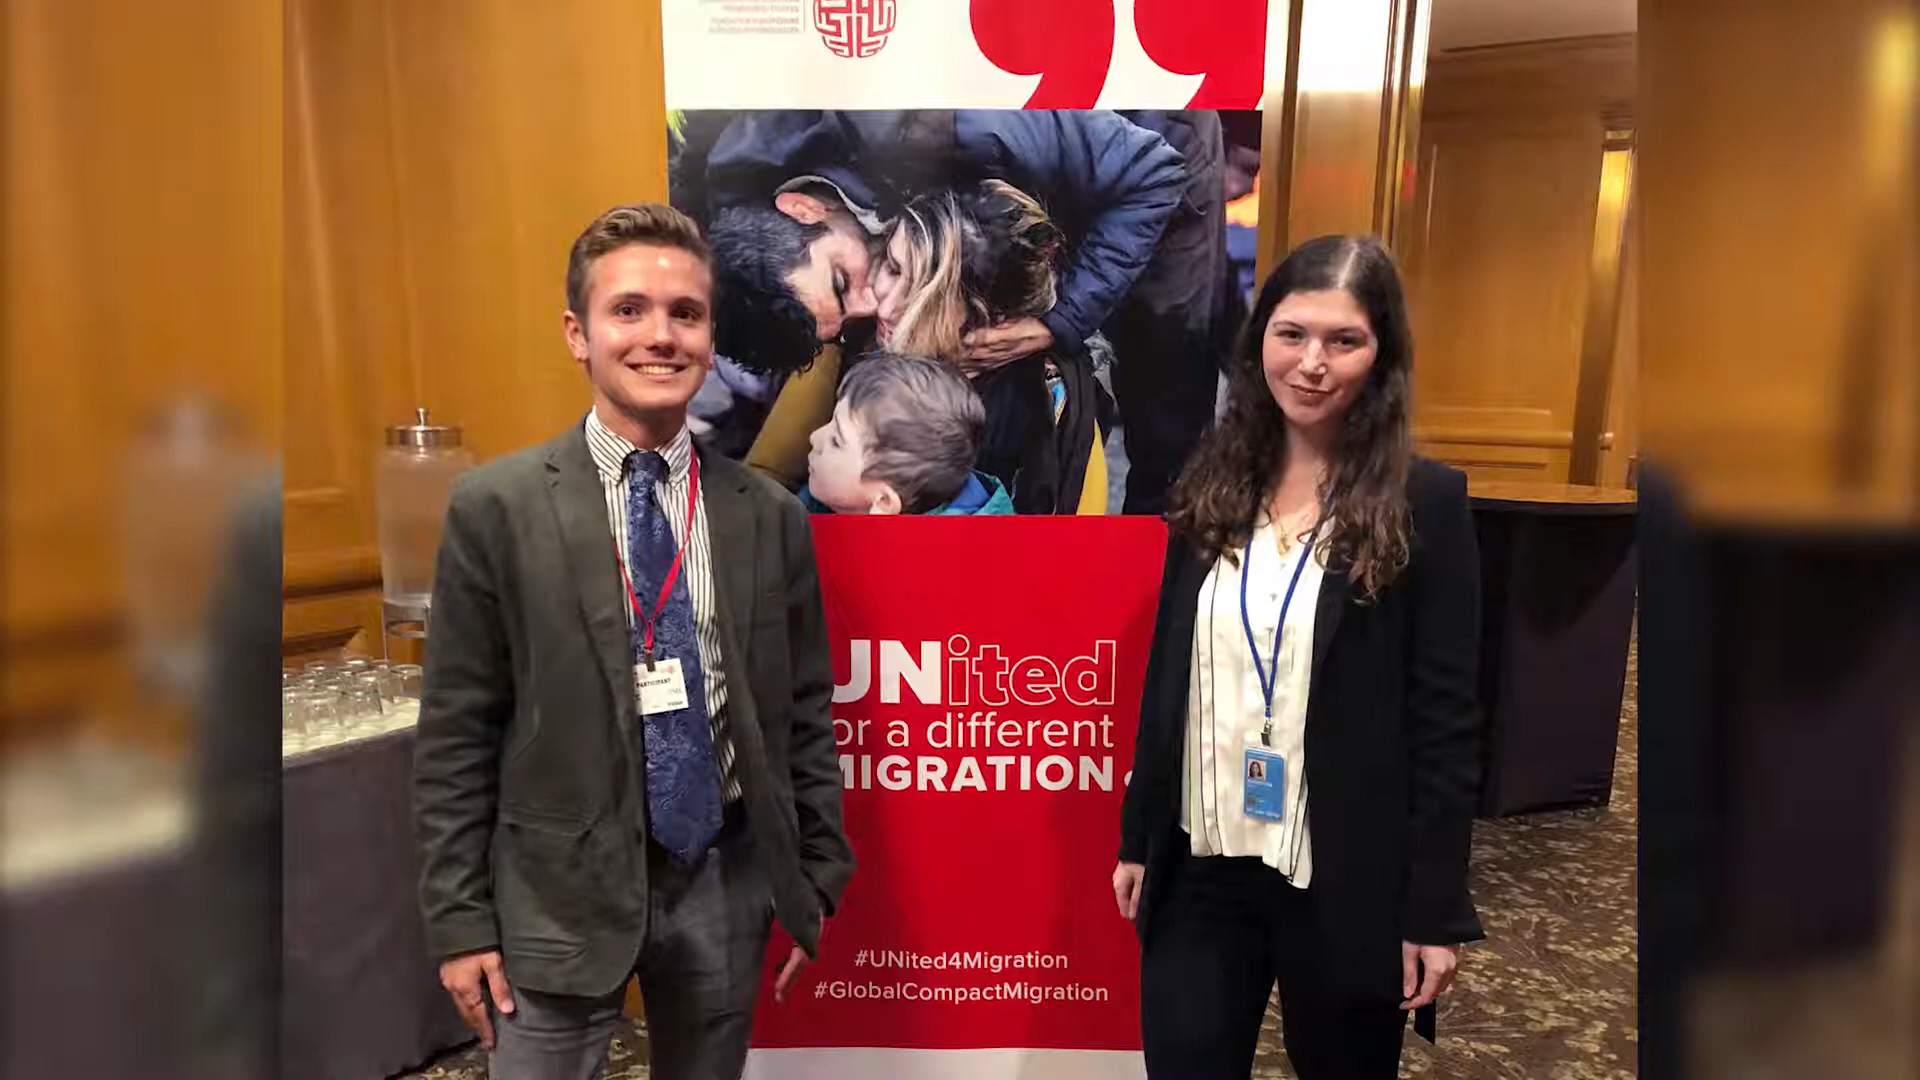 UNited
for a different
MIGRATION
#UNited4Migration
#GlobalCompactMigration
PARTICIPANT